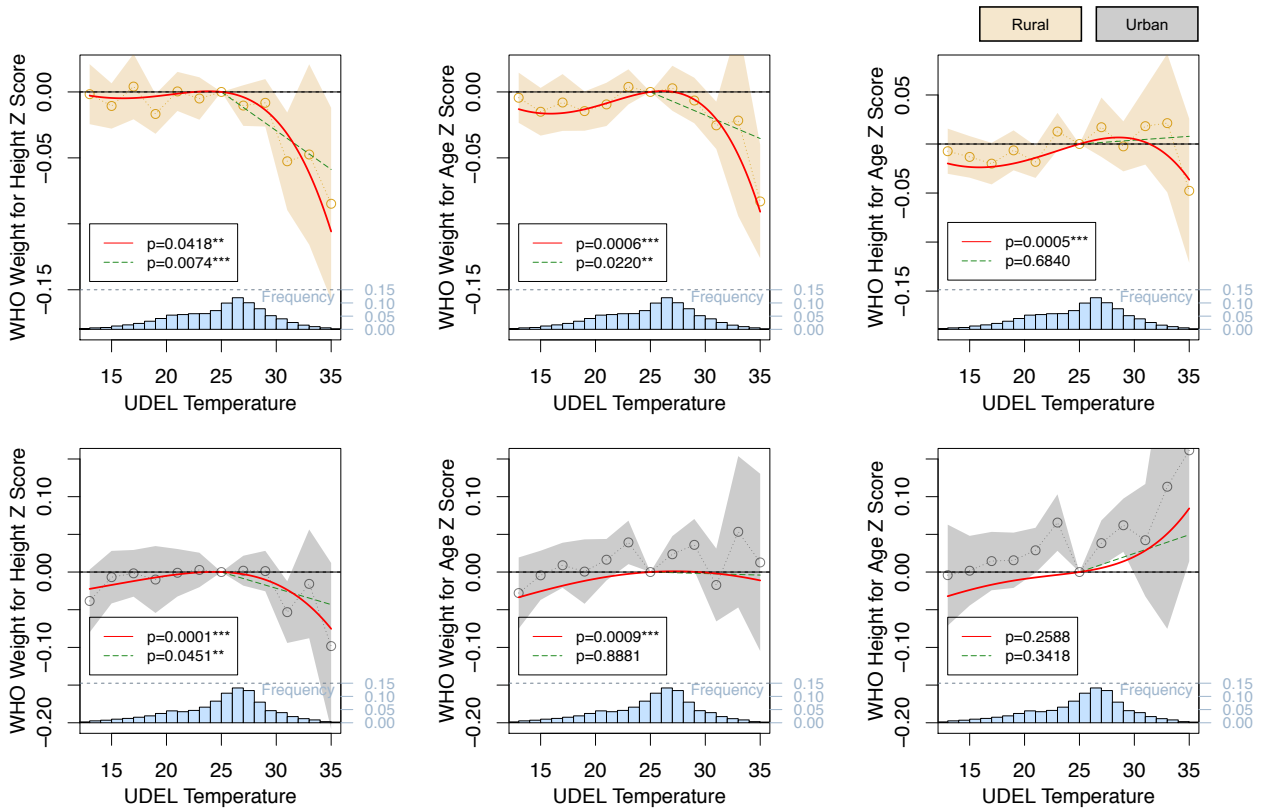 Rural
Urban
WHO Weight for Height Z Score
0.00
−0.05
−0.15
p=0.0418**
p=0.0074***
Frequency
0.15
0.10
0.05
0.00
15 20 25 30 35
UDEL Temperature
WHO Weight for Age Z Score
0.00
−0.05
−0.15
p=0.0006***
p=0.0220**
Frequency
0.15
0.10
0.05
0.00
15 20 25 30 35
UDEL Temperature
WHO Height for Age Z Score
0.05
−0.05
−0.15
p=0.0005***
p=0.6840
Frequency
0.15
0.10
0.05
0.00
15 20 25 30 35
UDEL Temperature
WHO Weight for Height Z Score
0.10
0.00
−0.10
−0.20
p=0.0001***
p=0.0451**
Frequency
0.15
0.10
0.05
0.00
15 20 25 30 35
UDEL Temperature
WHO Weight for Age Z Score
0.10
0.00
−0.10
−0.20
p=0.0009***
p=0.8881
Frequency
0.15
0.10
0.05
0.00
15 20 25 30 35
UDEL Temperature
WHO Height for Age Z Score
0.10
0.00
−0.10
−0.20
p=0.2588
p=0.3418
Frequency
0.15
0.10
0.05
0.00
15 20 25 30 35
UDEL Temperature